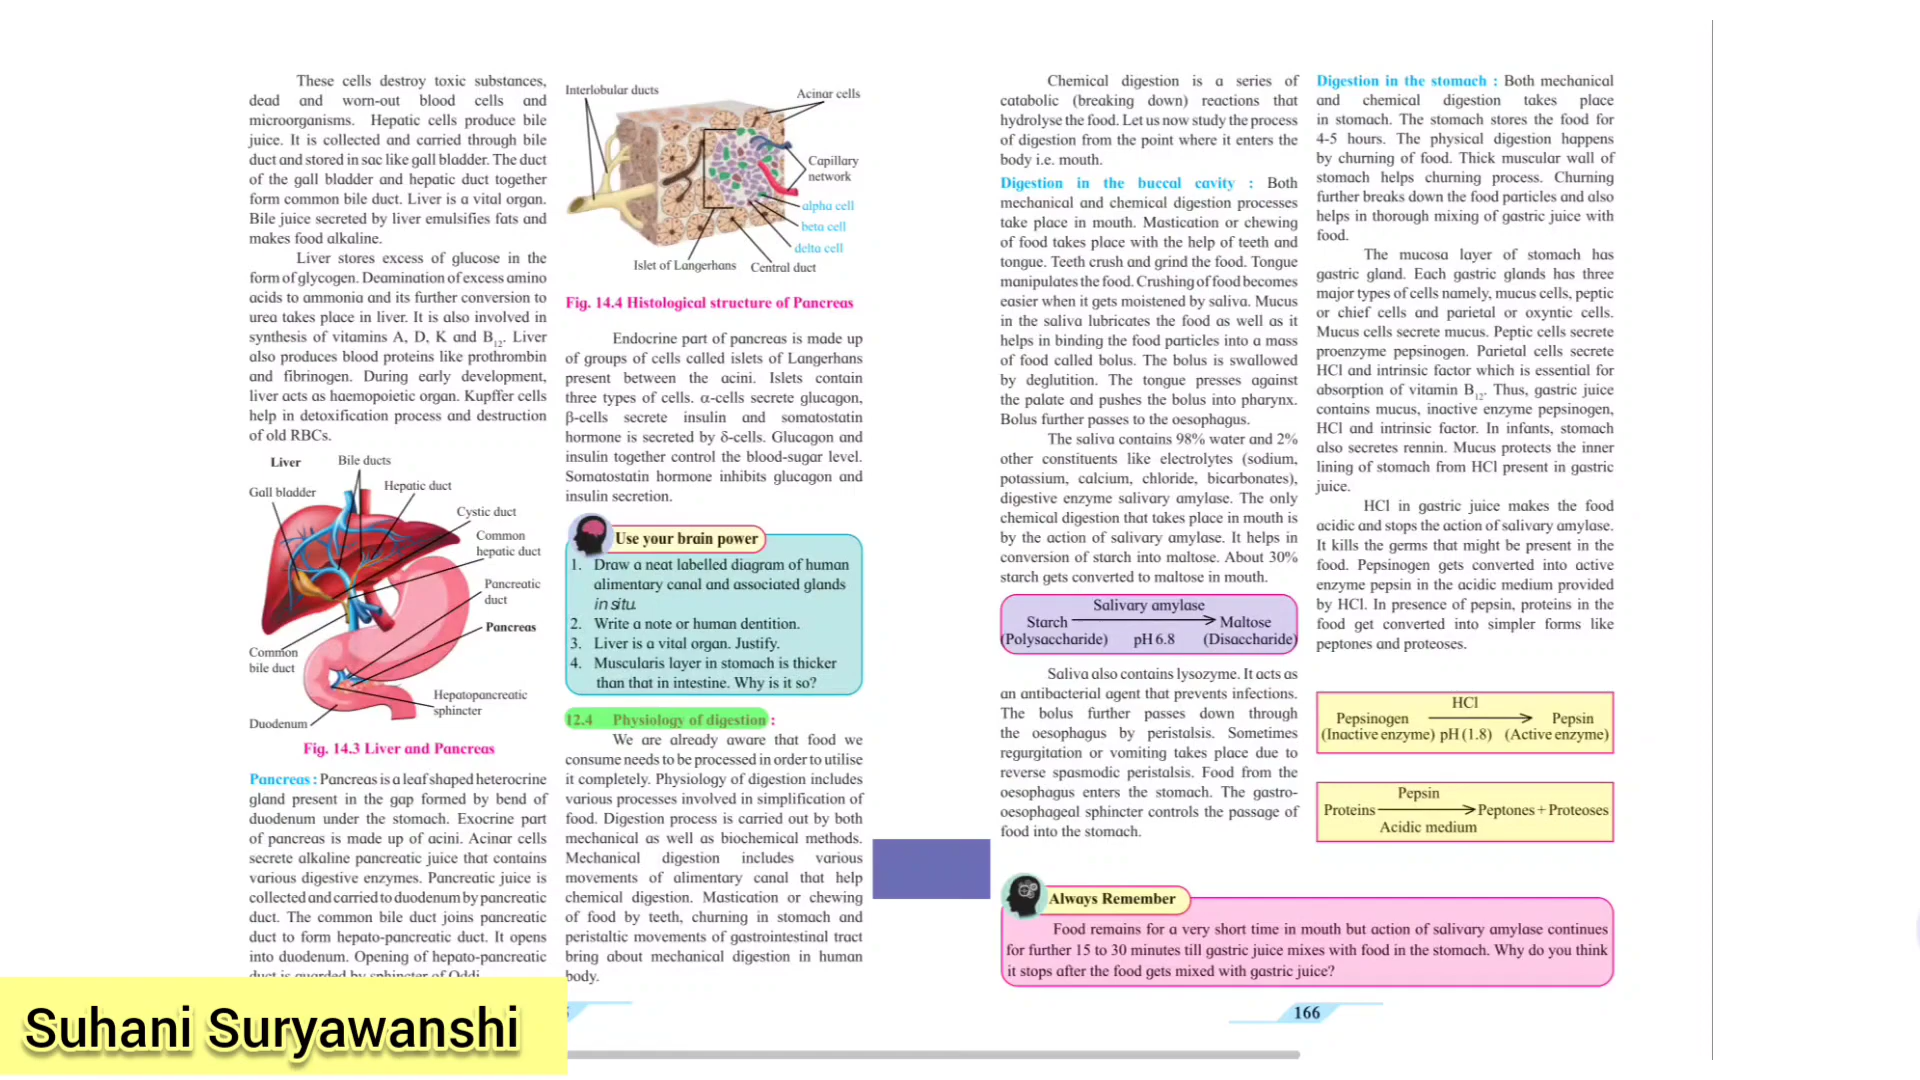 These cells destroy toxic substances,
dead and worn-out blood cells and
microorganisms. Hepatic cells produce bile
juice. It is collected and carried through bile
duct and stored in sac like gall bladder. The duct
of the gall bladder and hepatic duct together
form common bile duct. Liver is a vital organ.
Bile juice secreted by liver emulsifies fats and
makes food alkaline.
Liver stores excess of glucose in the
form of glycogen. Deamination of excess amino
acids to ammonia and its further conversion to
urea takes place in liver. It is also involved in
synthesis of vitamins A, D, K and B12. Liver
also produces blood proteins like prothrombin
and fibrinogen. During early development,
liver acts as haemopoietic organ. Kupffer cells
help in detoxification process and destruction
of old RBCs.
Liver
Bile ducts
Gall bladder
Hepatic duct
Cystic duct
Common
hepatic duct
Pancreatic
duct
Pancreas
Common
bile duct
Hepatopancreatic
sphincter
Duodenum
Fig. 14.3 Liver and Pancreas
Pancreas : Pancreas is a leaf shaped heterocrine
gland present in the gap formed by bend of
duodenum under the stomach. Exocrine part
of pancreas is made up of acini. Acinar cells
secrete alkaline pancreatic juice that contains
various digestive enzymes. Pancreatic juice is
collected and carried to duodenum by pancreatic
duct. The common bile duct joins pancreatic
duct to form hepato-pancreatic duct. It opens
into duodenum. Opening of hepato-pancreatic
duct is guarded by sphincter of Oddi.
Interlobular ducts
Acinar cells
Capillary
network
alpha cell
beta cell
delta cell
Islet of Langerhans
Central duct
Fig. 14.4 Histological structure of Pancreas
Endocrine part of pancreas is made up
of groups of cells called islets of Langerhans
present between the acini. Islets contain
three types of cells. α-cells secrete glucagon,
β-cells secrete insulin and somatostatin
hormone is secreted by δ-cells. Glucagon and
insulin together control the blood-sugar level.
Somatostatin hormone inhibits glucagon and
insulin secretion.
Use your brain power
1. Draw a neat labelled diagram of human
alimentary canal and associated glands
in situ.
2. Write a note or human dentition.
3. Liver is a vital organ. Justify.
4. Muscularis layer in stomach is thicker
than that in intestine. Why is it so?
12.4 Physiology of digestion :
We are already aware that food we
consume needs to be processed in order to utilise
it completely. Physiology of digestion includes
various processes involved in simplification of
food. Digestion process is carried out by both
mechanical as well as biochemical methods.
Mechanical digestion includes various
movements of alimentary canal that help
chemical digestion. Mastication or chewing
of food by teeth, churning in stomach and
peristaltic movements of gastrointestinal tract
bring about mechanical digestion in human
body.
Chemical digestion is a series of
catabolic (breaking down) reactions that
hydrolyse the food. Let us now study the process
of digestion from the point where it enters the
body i.e. mouth.
Digestion in the buccal cavity : Both
mechanical and chemical digestion processes
take place in mouth. Mastication or chewing
of food takes place with the help of teeth and
tongue. Teeth crush and grind the food. Tongue
manipulates the food. Crushing of food becomes
easier when it gets moistened by saliva. Mucus
in the saliva lubricates the food as well as it
helps in binding the food particles into a mass
of food called bolus. The bolus is swallowed
by deglutition. The tongue presses against
the palate and pushes the bolus into pharynx.
Bolus further passes to the oesophagus.
The saliva contains 98% water and 2%
other constituents like electrolytes (sodium,
potassium, calcium, chloride, bicarbonates),
digestive enzyme salivary amylase. The only
chemical digestion that takes place in mouth is
by the action of salivary amylase. It helps in
conversion of starch into maltose. About 30%
starch gets converted to maltose in mouth.
Salivary amylase
Starch → Maltose
(Polysaccharide) pH 6.8 (Disaccharide)
Saliva also contains lysozyme. It acts as
an antibacterial agent that prevents infections.
The bolus further passes down through
the oesophagus by peristalsis. Sometimes
regurgitation or vomiting takes place due to
reverse spasmodic peristalsis. Food from the
oesophagus enters the stomach. The gastro-
oesophageal sphincter controls the passage of
food into the stomach.
Digestion in the stomach : Both mechanical
and chemical digestion takes place
in stomach. The stomach stores the food for
4-5 hours. The physical digestion happens
by churning of food. Thick muscular wall of
stomach helps churning process. Churning
further breaks down the food particles and also
helps in thorough mixing of gastric juice with
food.
The mucosa layer of stomach has
gastric gland. Each gastric glands has three
major types of cells namely, mucus cells, peptic
or chief cells and parietal or oxyntic cells.
Mucus cells secrete mucus. Peptic cells secrete
proenzyme pepsinogen. Parietal cells secrete
HCl and intrinsic factor which is essential for
absorption of vitamin B12. Thus, gastric juice
contains mucus, inactive enzyme pepsinogen,
HCl and intrinsic factor. In infants, stomach
also secretes rennin. Mucus protects the inner
lining of stomach from HCl present in gastric
juice.
HCl in gastric juice makes the food
acidic and stops the action of salivary amylase.
It kills the germs that might be present in the
food. Pepsinogen gets converted into active
enzyme pepsin in the acidic medium provided
by HCl. In presence of pepsin, proteins in the
food get converted into simpler forms like
peptones and proteoses.
HCl
Pepsinogen → Pepsin
(Inactive enzyme) pH (1.8) (Active enzyme)
Pepsin
Proteins → Peptones + Proteoses
Acidic medium
Always Remember
Food remains for a very short time in mouth but action of salivary amylase continues
for further 15 to 30 minutes till gastric juice mixes with food in the stomach. Why do you think
it stops after the food gets mixed with gastric juice?
166
Suhani Suryawanshi